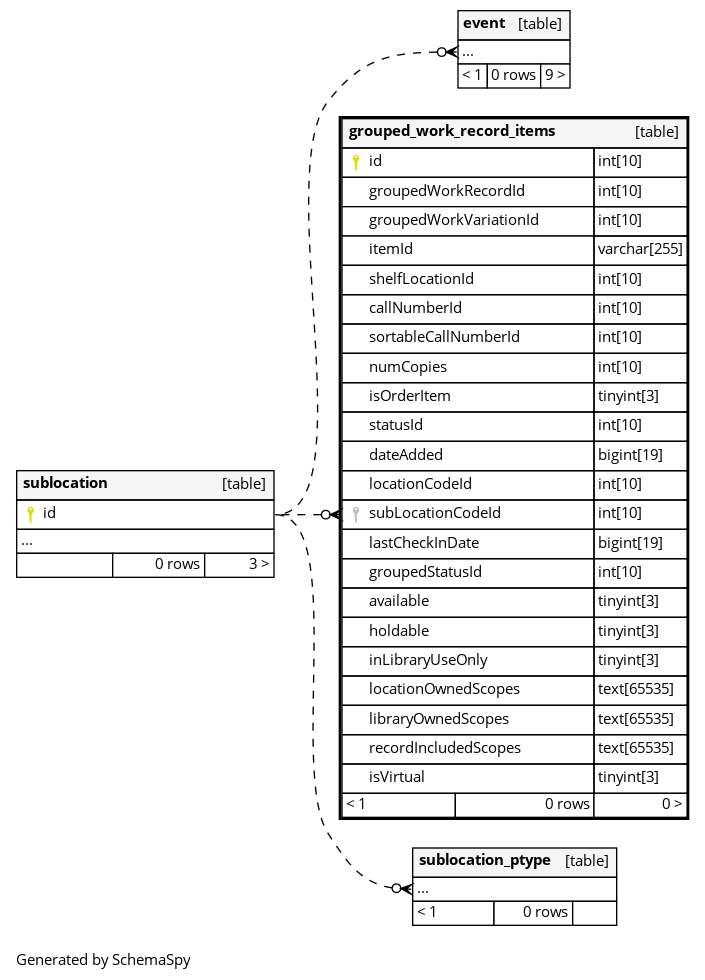 event [table]
...
< 1 0 rows 9 >
grouped_work_record_items [table]
id int[10]
groupedWorkRecordId int[10]
groupedWorkVariationId int[10]
itemId varchar[255]
shelfLocationId int[10]
callNumberId int[10]
sortableCallNumberId int[10]
numCopies int[10]
isOrderItem tinyint[3]
statusId int[10]
dateAdded bigint[19]
locationCodeId int[10]
subLocationCodeId int[10]
lastCheckInDate bigint[19]
groupedStatusId int[10]
available tinyint[3]
holdable tinyint[3]
inLibraryUseOnly tinyint[3]
locationOwnedScopes text[65535]
libraryOwnedScopes text[65535]
recordIncludedScopes text[65535]
isVirtual tinyint[3]
< 1 0 rows 0 >
sublocation [table]
id
...
0 rows 3 >
sublocation_ptype [table]
...
< 1 0 rows
Generated by SchemaSpy